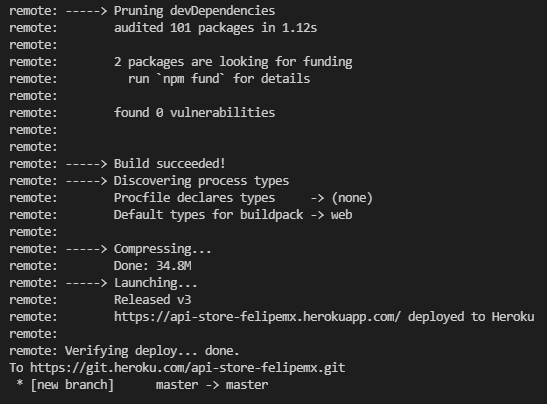 remote: -----> Pruning devDependencies
remote:        audited 101 packages in 1.12s
remote:
remote:        2 packages are looking for funding
remote:          run `npm fund` for details
remote:
remote:        found 0 vulnerabilities
remote:
remote:
remote: -----> Build succeeded!
remote: -----> Discovering process types
remote:        Procfile declares types     -> (none)
remote:        Default types for buildpack -> web
remote:
remote: -----> Compressing...
remote:        Done: 34.8M
remote: -----> Launching...
remote:        Released v3
remote:        https://api-store-felipemx.herokuapp.com/ deployed to Heroku
remote:
remote: Verifying deploy... done.
To https://git.heroku.com/api-store-felipemx.git
 * [new branch]      master -> master